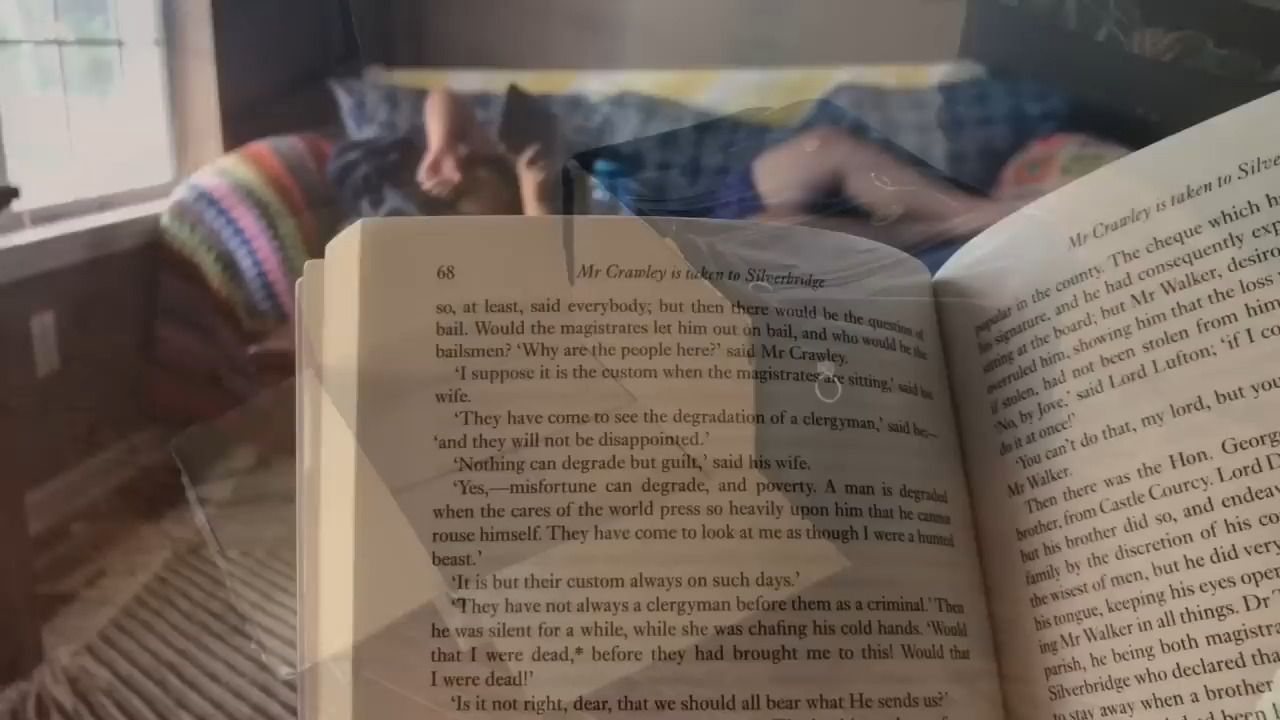 68
Mr Crawley is taken to Silverbridge
so, at least, said everybody; but then there would be the question of
bail. Would the magistrates let him out on bail, and who would be the
bailsmen? ‘Why are the people here?’ said Mr Crawley.
‘I suppose it is the custom when the magistrates are sitting,’ said his
wife.
‘They have come to see the degradation of a clergyman,’ said he;—
‘and they will not be disappointed.’
‘Nothing can degrade but guilt,’ said his wife.
‘Yes,—misfortune can degrade, and poverty. A man is degraded
when the cares of the world press so heavily upon him that he cannot
rouse himself. They have come to look at me as though I were a hunted
beast.’
‘It is but their custom always on such days.’
‘They have not always a clergyman before them as a criminal.’ Then
he was silent for a while, while she was chafing his cold hands. ‘Would
that I were dead,* before they had brought me to this! Would that
I were dead!’
‘Is it not right, dear, that we should all bear what He sends us?’
Mr Crawley is taken to Silve
popular in the county. The cheque which h
his signature, and he had consequently exp
sitting at the board; but Mr Walker, desiro
overruled him, showing him that the loss
if stolen, had not been stolen from him
‘No, by Jove,’ said Lord Lufton; ‘if I co
do it at once!’
‘You can’t do that, my lord, but you
Mr Walker.
Then there was the Hon. Georg
brother, from Castle Courcy. Lord D
but his brother did so, and endeav
family by the discretion of his co
the wisest of men, but he did very
his tongue, keeping his eyes open
ing Mr Walker in all things. Dr T
parish, he being both magistra
Silverbridge who declared tha
to stay away when a brother